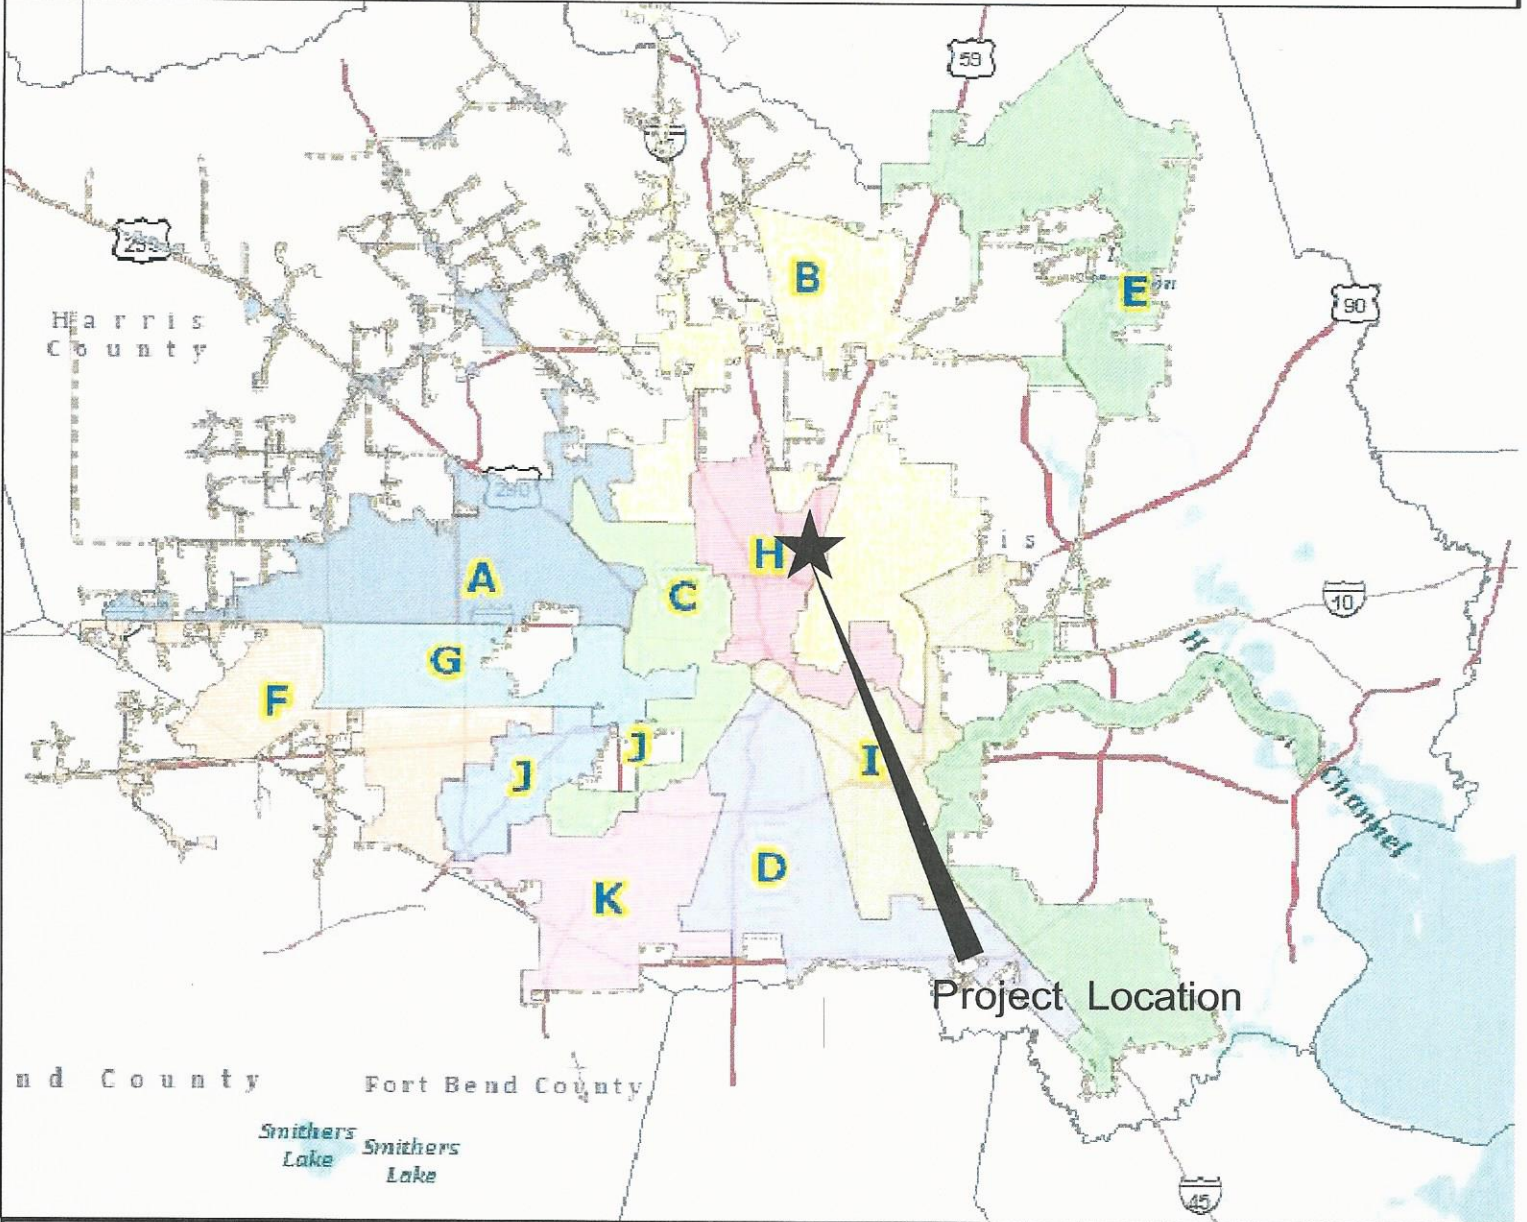 59
B
E
90
Harris
County
290
H
A
C
10
G
F
J
J
I
Channel
D
K
Project Location
nd County
Fort Bend County
Smithers
Lake
Smithers
Lake
45